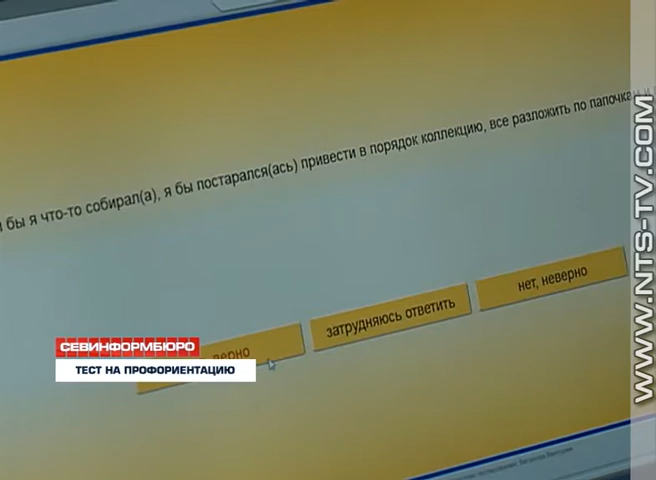 бы я что-то собирал(а), я бы постарался(ась) привести в порядок коллекцию, все разложить по папочкам и
верно
затрудняюсь ответить
нет, неверно
СЕВИНФОРМБЮРО
ТЕСТ НА ПРОФОРИЕНТАЦИЮ
WWW.NTS-TV.COM